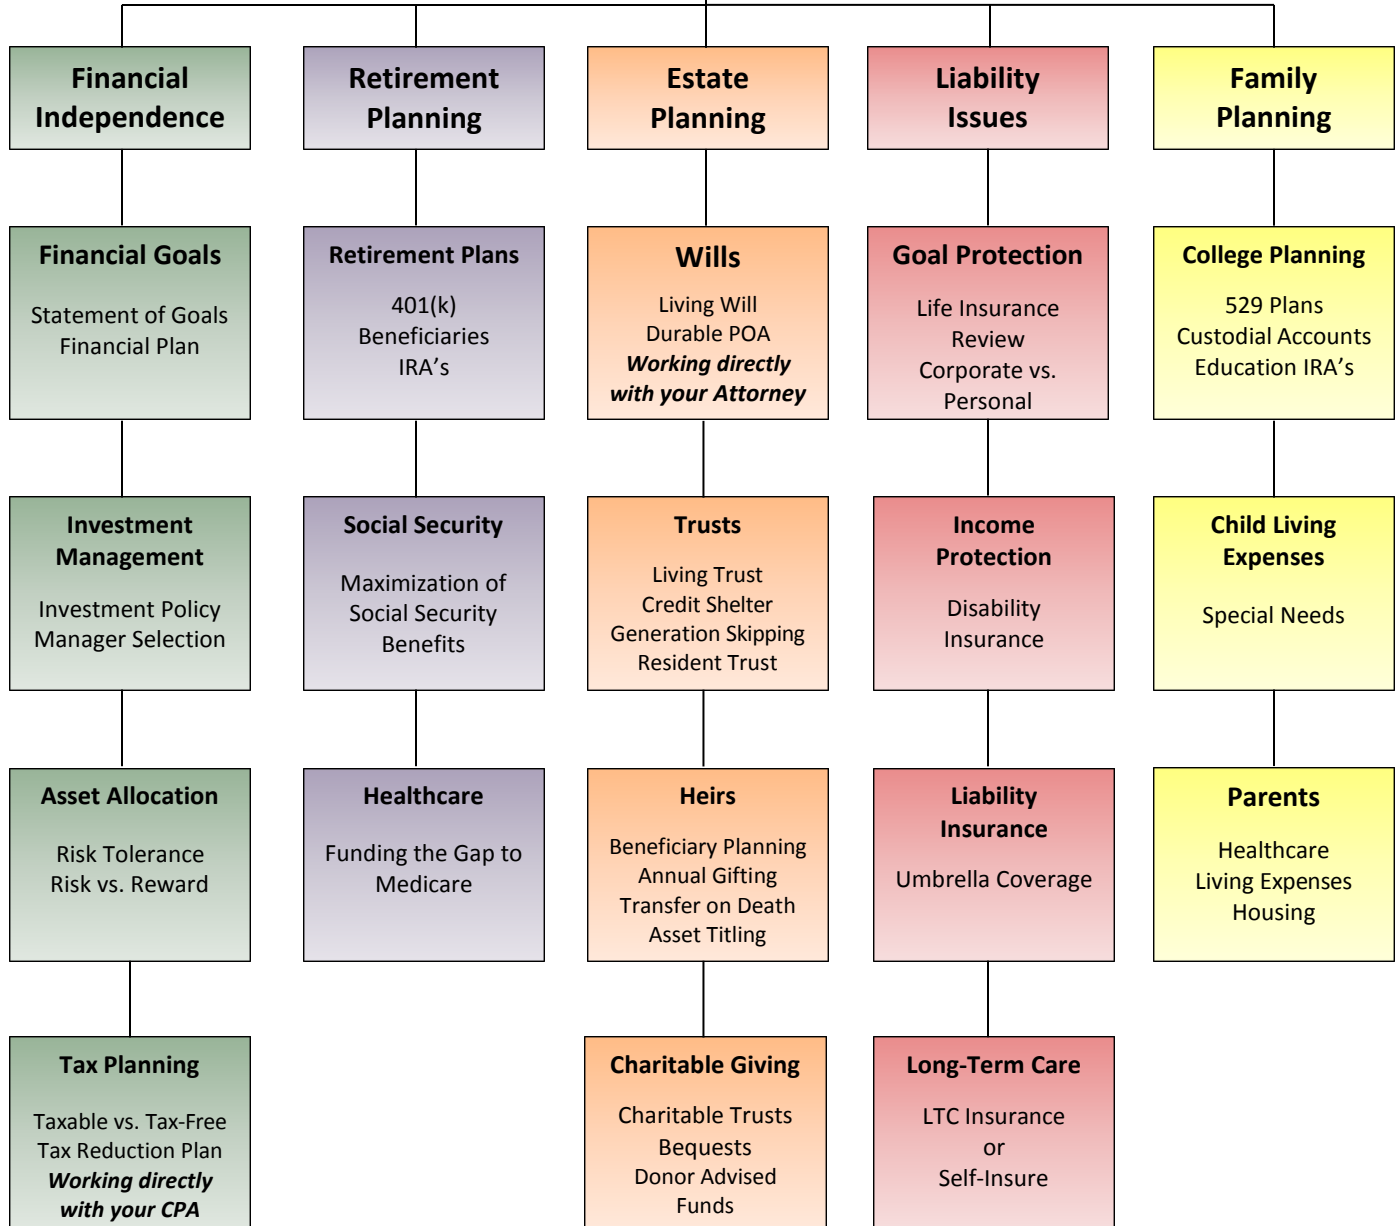 Financial
Independence
Retirement
Planning
Estate
Planning
Liability
Issues
Family
Planning
Financial Goals
Statement of Goals
Financial Plan
Retirement Plans
401(k)
Beneficiaries
IRA’s
Wills
Living Will
Durable POA
Working directly
with your Attorney
Goal Protection
Life Insurance
Review
Corporate vs.
Personal
College Planning
529 Plans
Custodial Accounts
Education IRA’s
Investment
Management
Investment Policy
Manager Selection
Social Security
Maximization of
Social Security
Benefits
Trusts
Living Trust
Credit Shelter
Generation Skipping
Resident Trust
Income
Protection
Disability
Insurance
Child Living
Expenses
Special Needs
Asset Allocation
Risk Tolerance
Risk vs. Reward
Healthcare
Funding the Gap to
Medicare
Heirs
Beneficiary Planning
Annual Gifting
Transfer on Death
Asset Titling
Liability
Insurance
Umbrella Coverage
Parents
Healthcare
Living Expenses
Housing
Tax Planning
Taxable vs. Tax-Free
Tax Reduction Plan
Working directly
with your CPA
Charitable Giving
Charitable Trusts
Bequests
Donor Advised
Funds
Long-Term Care
LTC Insurance
or
Self-Insure